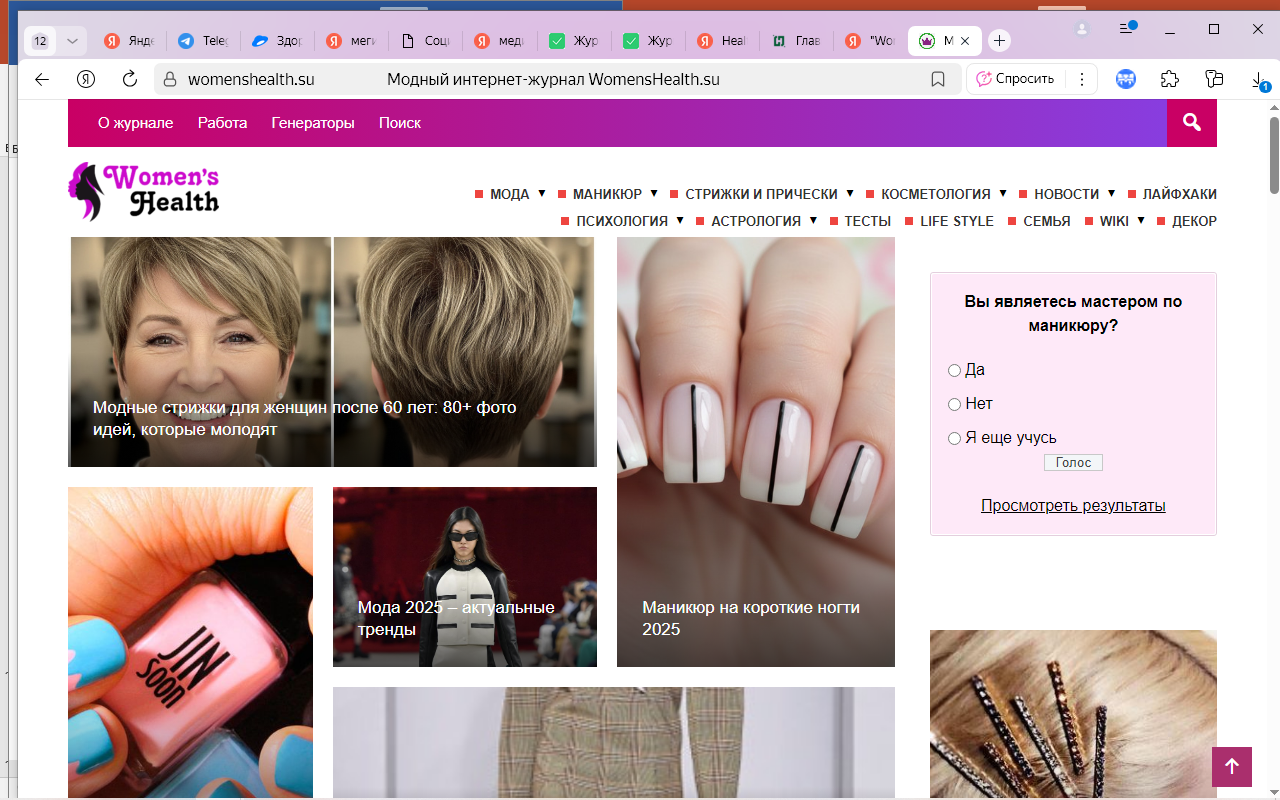 12
Янде
Teleg
Здор
меги
Соци
меди
Жур
Жур
Heal
Глав
"Wo
М
womenshealth.su
Модный интернет-журнал WomensHealth.su
Спросить
1
О журнале
Работа
Генераторы
Поиск
Women's
Health
МОДА
МАНИКЮР
СТРИЖКИ И ПРИЧЕСКИ
КОСМЕТОЛОГИЯ
НОВОСТИ
ЛАЙФХАКИ
ПСИХОЛОГИЯ
АСТРОЛОГИЯ
ТЕСТЫ
LIFE STYLE
СЕМЬЯ
WIKI
ДЕКОР
Модные стрижки для женщин после 60 лет: 80+ фото
идей, которые молодят
JIN
SOON
Мода 2025 – актуальные
тренды
Маникюр на короткие ногти
2025
Вы являетесь мастером по
маникюру?
Да
Нет
Я еще учусь
Голос
Просмотреть результаты